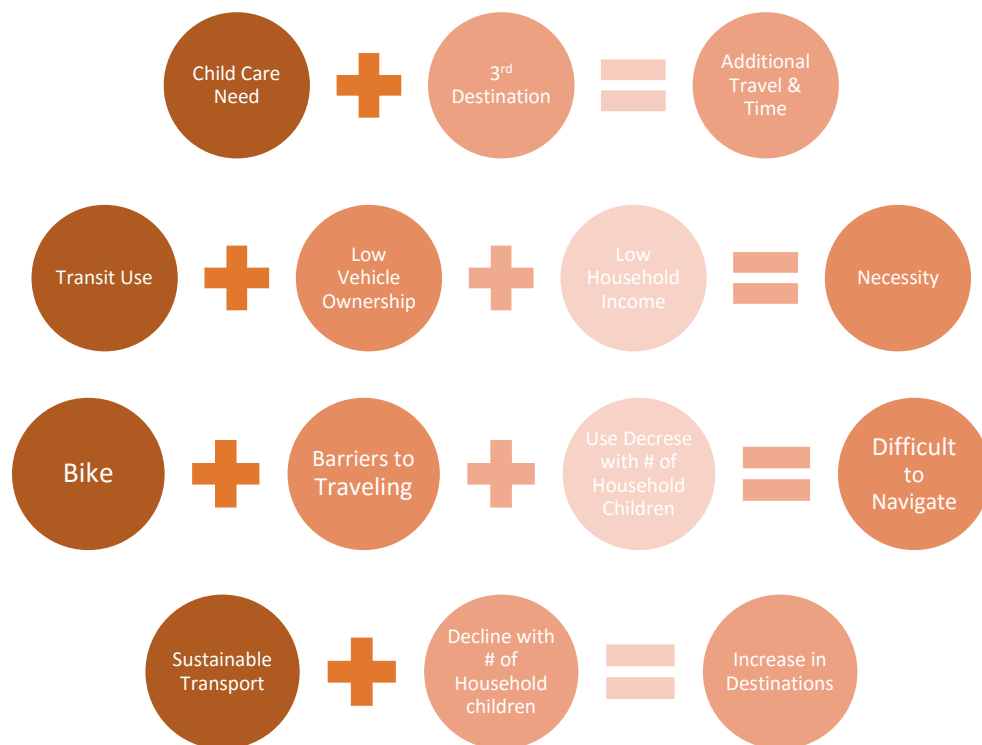 Child Care
Need
3rd
Destination
Additional
Travel &
Time
Transit Use
Low
Vehicle
Ownership
Low
Household
Income
Necessity
Bike
Barriers to
Traveling
Use Decrese
with # of
Household
Children
Difficult
to
Navigate
Sustainable
Transport
Decline with
# of
Household
children
Increase in
Destinations